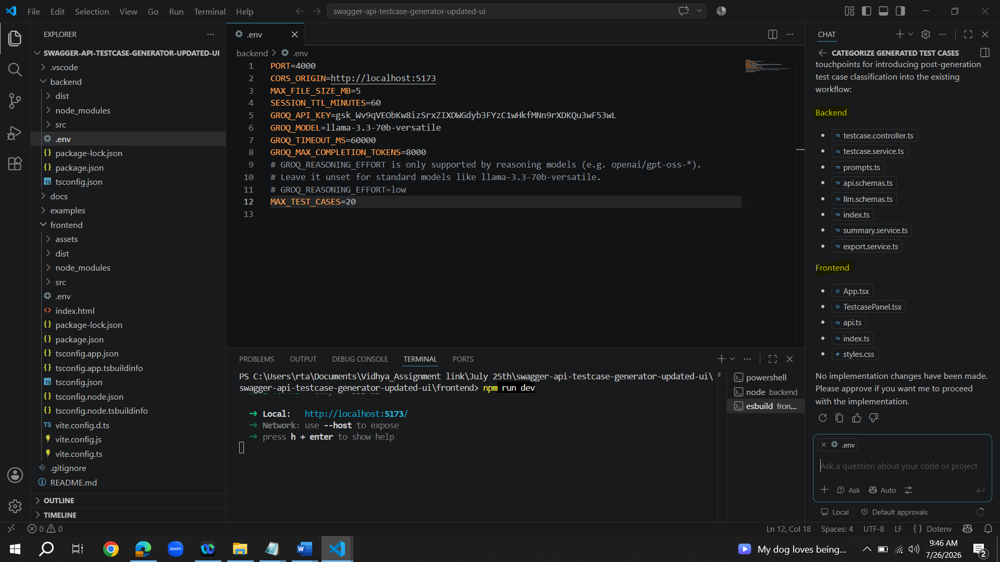 File Edit Selection View Go Run Terminal Help
swagger-api-testcase-generator-updated-ui
EXPLORER
SWAGGER-API-TESTCASE-GENERATOR-UPDATED-UI
.vscode
backend
dist
node_modules
src
.env
package-lock.json
package.json
tsconfig.json
docs
examples
frontend
assets
dist
node_modules
src
.env
index.html
package-lock.json
package.json
tsconfig.app.json
tsconfig.app.tsbuildinfo
tsconfig.json
tsconfig.node.json
tsconfig.node.tsbuildinfo
vite.config.d.ts
vite.config.js
vite.config.ts
.gitignore
README.md
OUTLINE
TIMELINE
.env
backend > .env
1 PORT=4000
2 CORS_ORIGIN=http://localhost:5173
3 MAX_FILE_SIZE_MB=5
4 SESSION_TTL_MINUTES=60
5 GROQ_API_KEY=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
6 GROQ_MODEL=llama-3.3-70b-versatile
7 GROQ_TIMEOUT_MS=60000
8 GROQ_MAX_COMPLETION_TOKENS=8000
9 # GROQ_REASONING_EFFORT is only supported by reasoning models (e.g. openai/gpt-oss-*).
10 # Leave it unset for standard models like llama-3.3-70b-versatile.
11 # GROQ_REASONING_EFFORT=low
12 MAX_TEST_CASES=20
13
PROBLEMS OUTPUT DEBUG CONSOLE TERMINAL PORTS
PS C:\Users\rta\Documents\Vidhya_Assignment link\July 25th\swagger-api-testcase-generator-updated-ui\
swagger-api-testcase-generator-updated-ui\frontend> npm run dev
➜ Local: http://localhost:5173/
➜ Network: use --host to expose
➜ press h + enter to show help
powershell
node backend
esbuild fron...
CHAT
CATEGORIZE GENERATED TEST CASES
touchpoints for introducing post-generation
test case classification into the existing
workflow:
Backend
testcase.controller.ts
testcase.service.ts
prompts.ts
api.schemas.ts
llm.schemas.ts
index.ts
summary.service.ts
export.service.ts
Frontend
App.tsx
TestcasePanel.tsx
api.ts
index.ts
styles.css
No implementation changes have been made.
Please approve if you want me to proceed
with the implementation.
.env
Ask a question about your code or project
Ask Auto
Local Default approvals
0 0
Ln 12, Col 18 Spaces: 4 UTF-8 LF {} Dotenv
zoom
My dog loves being...
9:46 AM
7/26/2026
2